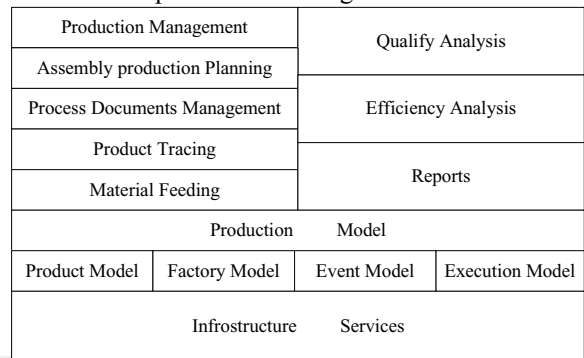 Production Management
Assembly production Planning
Process Documents Management
Product Tracing
Material Feeding
Qualify Analysis
Efficiency Analysis
Reports
Production Model
Product Model
Factory Model
Event Model
Execution Model
Infrostructure Services